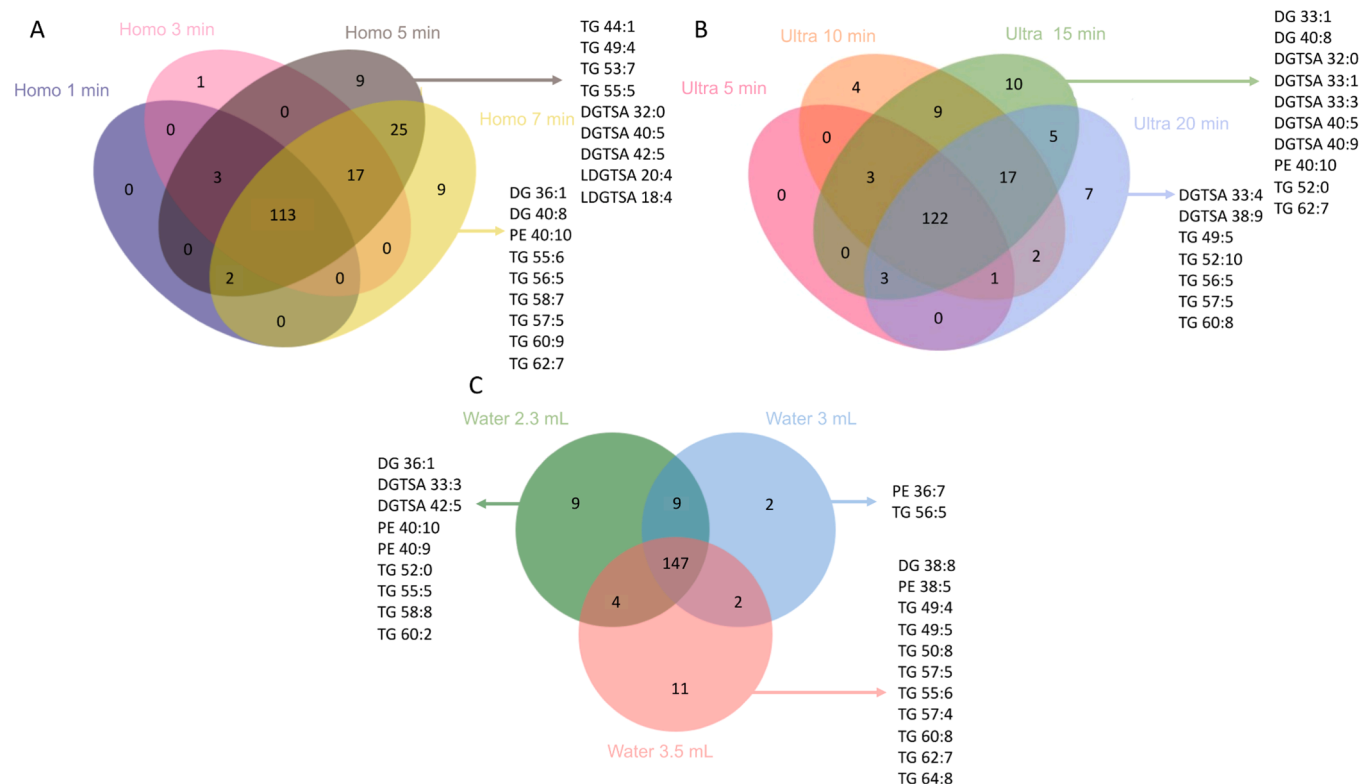 A
Homo 3 min
Homo 5 min
Homo 1 min
Homo 7 min
1
9
0
0
25
0
3
17
9
113
0
0
2
0
0
TG 44:1
TG 49:4
TG 53:7
TG 55:5
DGTSA 32:0
DGTSA 40:5
DGTSA 42:5
LDGTSA 20:4
LDGTSA 18:4
DG 36:1
DG 40:8
PE 40:10
TG 55:6
TG 56:5
TG 58:7
TG 57:5
TG 60:9
TG 62:7
B
Ultra 10 min
Ultra  15 min
Ultra 5 min
Ultra 20 min
4
10
9
0
5
0
3
17
7
122
0
2
3
1
0
DG 33:1
DG 40:8
DGTSA 32:0
DGTSA 33:1
DGTSA 33:3
DGTSA 40:5
DGTSA 40:9
PE 40:10
TG 52:0
TG 62:7
DGTSA 33:4
DGTSA 38:9
TG 49:5
TG 52:10
TG 56:5
TG 57:5
TG 60:8
C
Water 2.3 mL
Water 3 mL
9
9
2
147
4
2
11
Water 3.5 mL
DG 36:1
DGTSA 33:3
DGTSA 42:5
PE 40:10
PE 40:9
TG 52:0
TG 55:5
TG 58:8
TG 60:2
PE 36:7
TG 56:5
DG 38:8
PE 38:5
TG 49:4
TG 49:5
TG 50:8
TG 57:5
TG 55:6
TG 57:4
TG 60:8
TG 62:7
TG 64:8